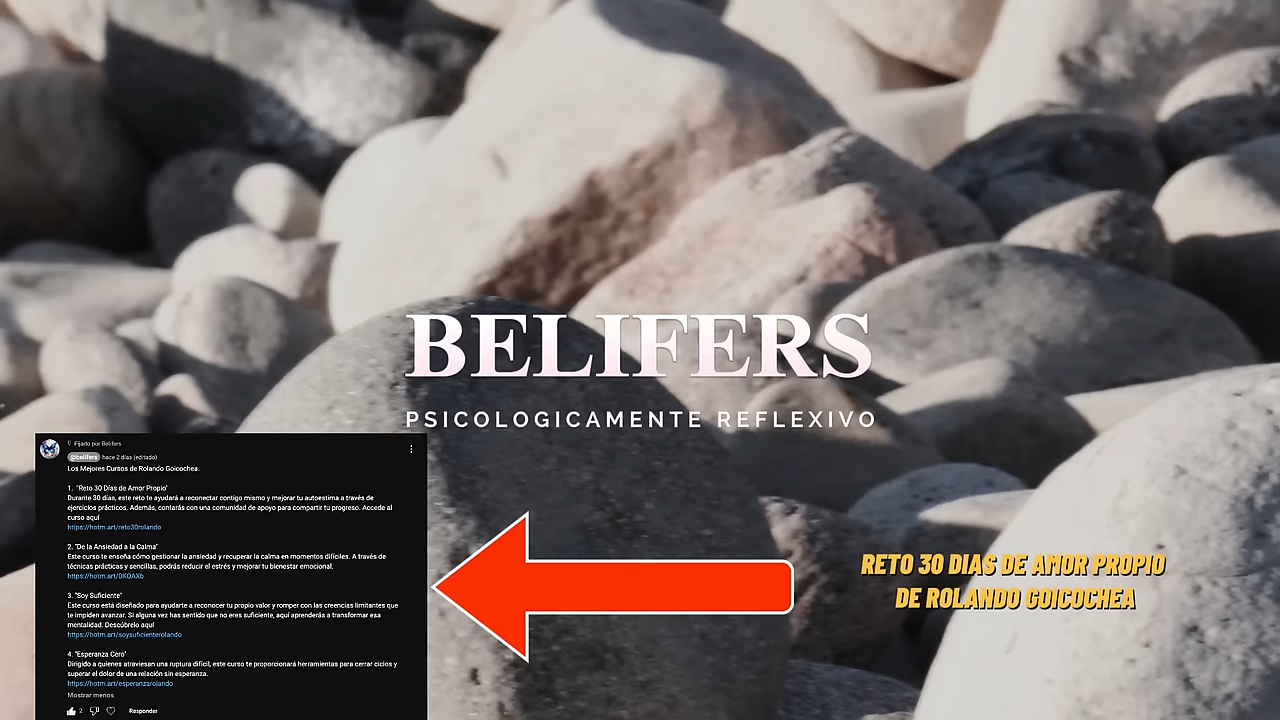 BELIFERS
PSICOLOGICAMENTE REFLEXIVO
Fijado por Belifers
@belifers hace 2 días (editado)
Los Mejores Cursos de Rolando Goicochea.
1. "Reto 30 Días de Amor Propio"
Durante 30 días, este reto te ayudará a reconectar contigo mismo y mejorar tu autoestima a través de
ejercicios prácticos. Además, contarás con una comunidad de apoyo para compartir tu progreso. Accede al
curso aquí
https://hotm.art/reto30rolando
2. "De la Ansiedad a la Calma"
Este curso te enseña cómo gestionar la ansiedad y recuperar la calma en momentos difíciles. A través de
técnicas prácticas y sencillas, podrás reducir el estrés y mejorar tu bienestar emocional.
https://hotm.art/0KOAXb
3. "Soy Suficiente"
Este curso está diseñado para ayudarte a reconocer tu propio valor y romper con las creencias limitantes que
te impiden avanzar. Si alguna vez has sentido que no eres suficiente, aquí aprenderás a transformar esa
mentalidad. Descúbrelo aquí
https://hotm.art/soysuficienterolando
4. "Esperanza Cero"
Dirigido a quienes atraviesan una ruptura difícil, este curso te proporcionará herramientas para cerrar ciclos y
superar el dolor de una relación sin esperanza.
https://hotm.art/esperanzarolando
Mostrar menos
2 Responder
RETO 30 DIAS DE AMOR PROPIO
DE ROLANDO GOICOCHEA